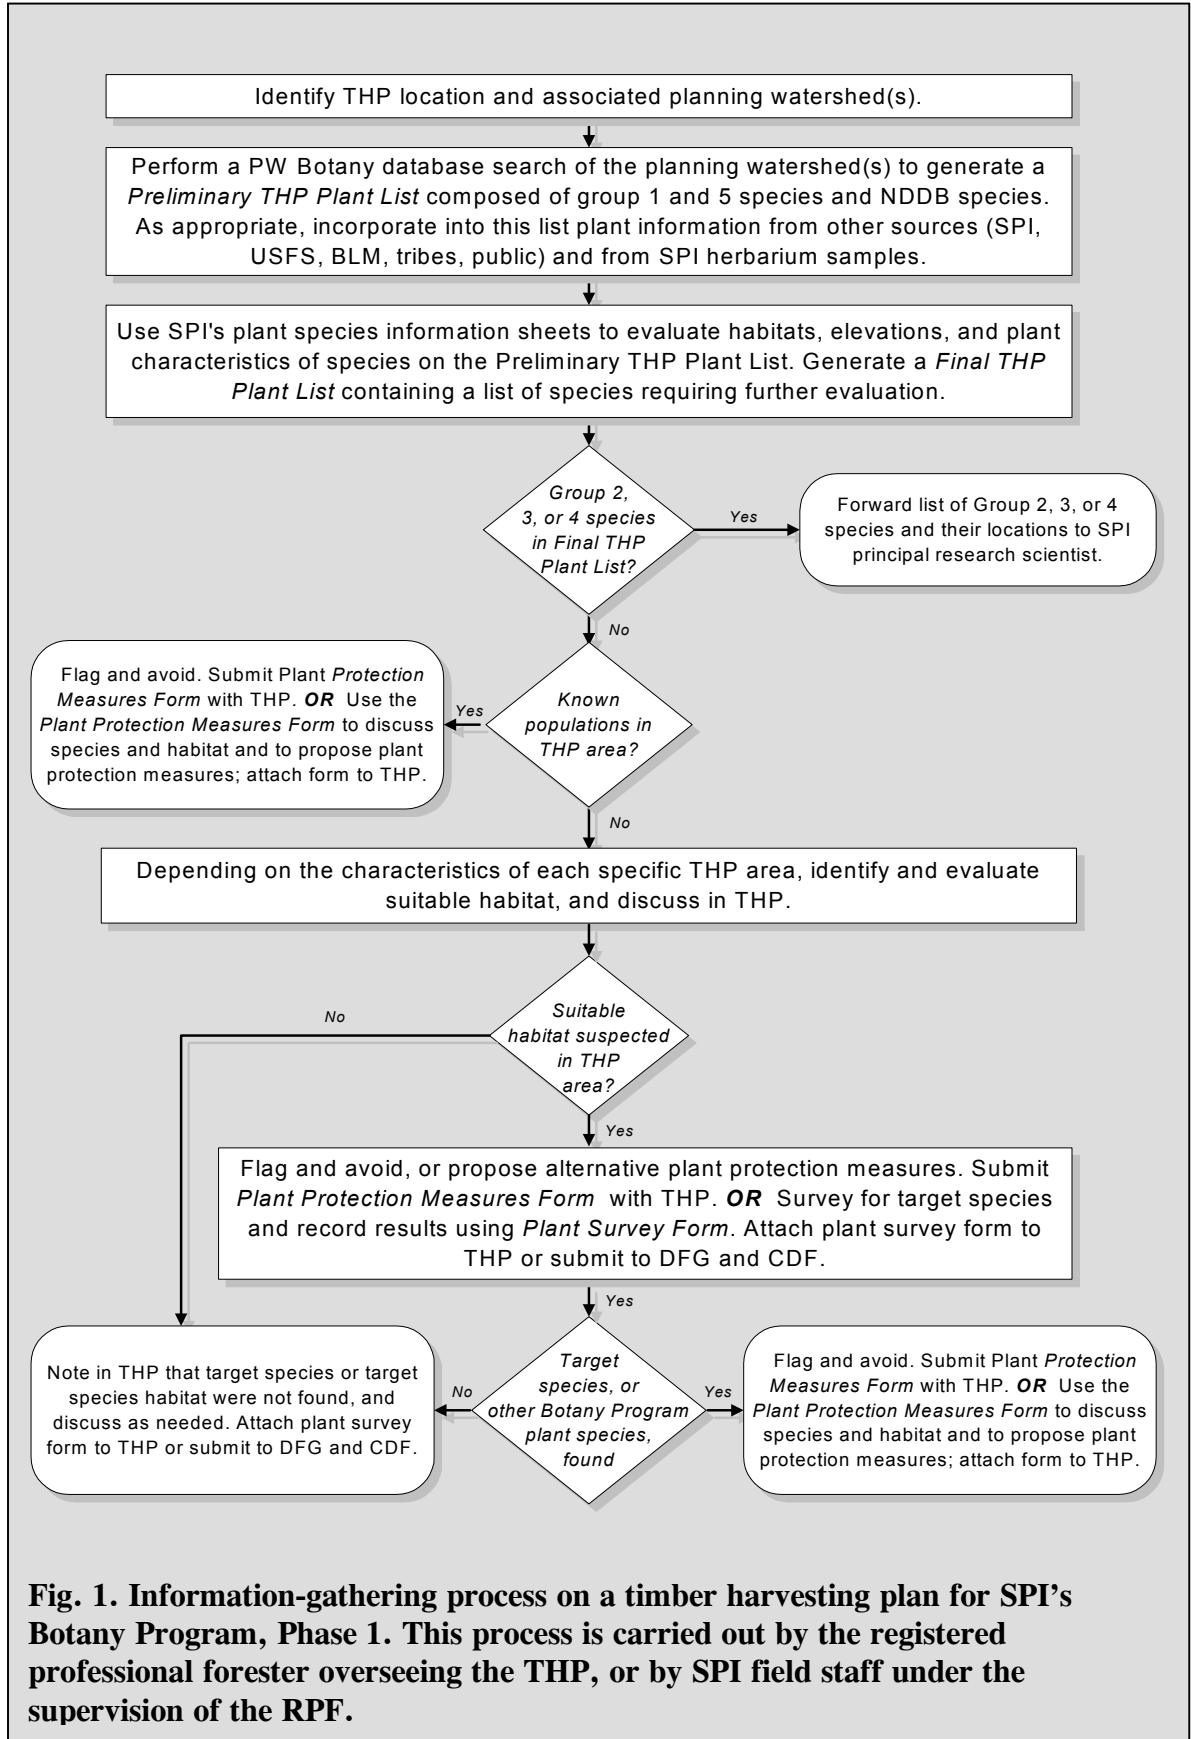 Identify THP location and associated planning watershed(s).
Perform a PW Botany database search of the planning watershed(s) to generate a
Preliminary THP Plant List composed of group 1 and 5 species and NDDB species.
As appropriate, incorporate into this list plant information from other sources (SPI,
USFS, BLM, tribes, public) and from SPI herbarium samples.
Use SPI's plant species information sheets to evaluate habitats, elevations, and plant
characteristics of species on the Preliminary THP Plant List. Generate a Final THP
Plant List containing a list of species requiring further evaluation.
Group 2,
3, or 4 species
in Final THP
Plant List?
Yes
Forward list of Group 2, 3, or 4
species and their locations to SPI
principal research scientist.
No
Known
populations in
THP area?
Yes
Flag and avoid. Submit Plant Protection
Measures Form with THP. OR Use the
Plant Protection Measures Form to discuss
species and habitat and to propose plant
protection measures; attach form to THP.
No
Depending on the characteristics of each specific THP area, identify and evaluate
suitable habitat, and discuss in THP.
Suitable
habitat suspected
in THP
area?
No
Yes
Flag and avoid, or propose alternative plant protection measures. Submit
Plant Protection Measures Form with THP. OR Survey for target species
and record results using Plant Survey Form. Attach plant survey form to
THP or submit to DFG and CDF.
Yes
Target
species, or
other Botany Program
plant species,
found
No
Note in THP that target species or target
species habitat were not found, and
discuss as needed. Attach plant survey
form to THP or submit to DFG and CDF.
Yes
Flag and avoid. Submit Plant Protection
Measures Form with THP. OR Use the
Plant Protection Measures Form to discuss
species and habitat and to propose plant
protection measures; attach form to THP.
Fig. 1. Information-gathering process on a timber harvesting plan for SPI’s
Botany Program, Phase 1. This process is carried out by the registered
professional forester overseeing the THP, or by SPI field staff under the
supervision of the RPF.